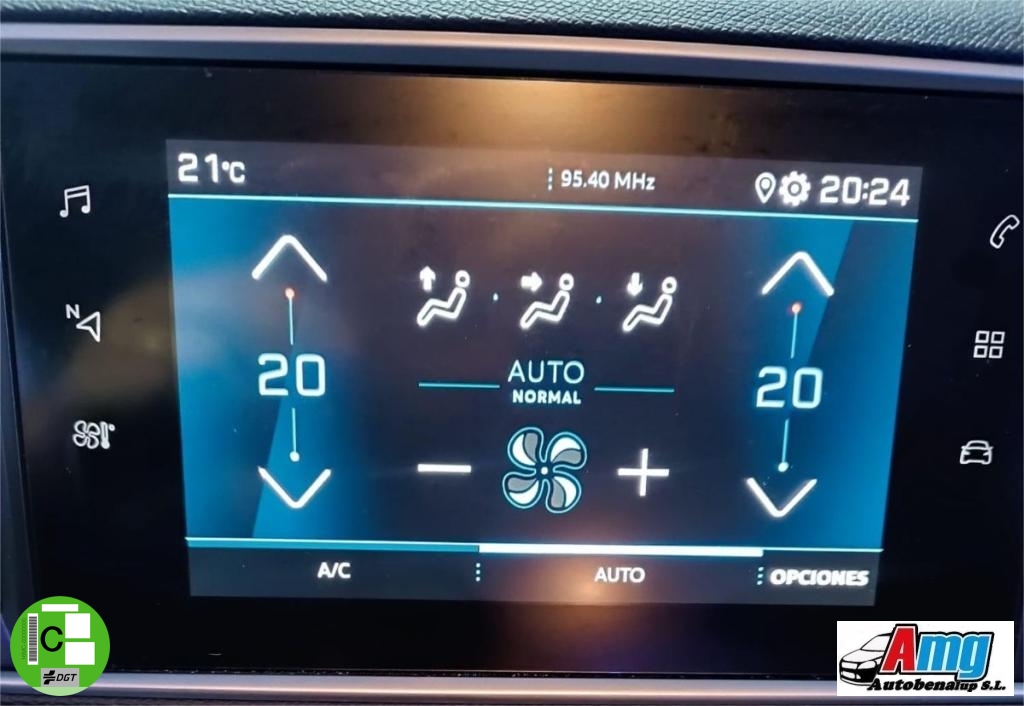 21°C
95.40 MHz
20:24
N
20
20
AUTO
NORMAL
A/C
AUTO
OPCIONES
C
DGT
Amg
Autobenalup S.L.